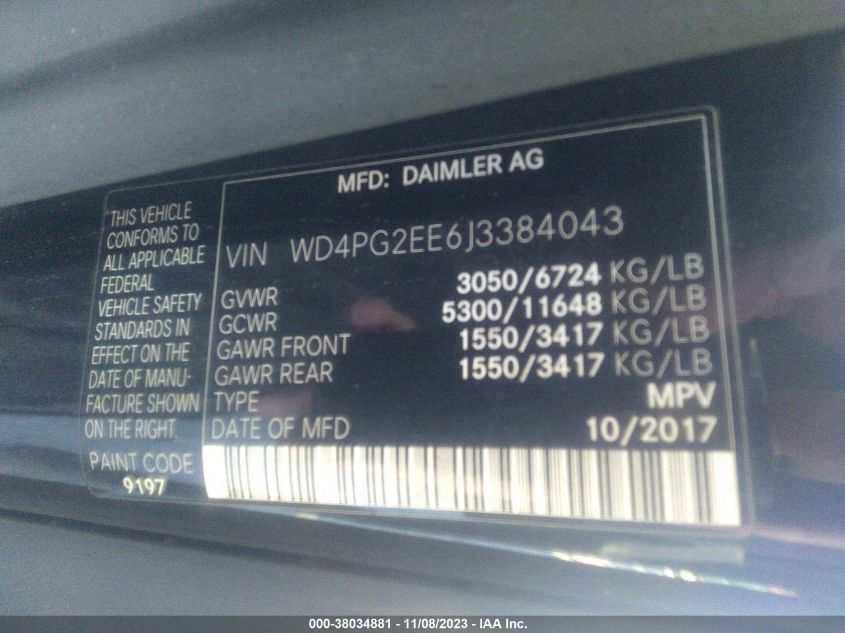 MFD: DAIMLER AG
THIS VEHICLE
CONFORMS TO
ALL APPLICABLE
FEDERAL
VEHICLE SAFETY
STANDARDS IN
EFFECT ON THE
DATE OF MANU-
FACTURE SHOWN
ON THE RIGHT
PAINT CODE
9197
VIN WD4PG2EE6J3384043
GVWR 3050/6724 KG/LB
GCWR 5300/11648 KG/LB
GAWR FRONT 1550/3417 KG/LB
GAWR REAR 1550/3417 KG/LB
TYPE MPV
DATE OF MFD 10/2017
000-38034881 - 11/08/2023 - IAA Inc.